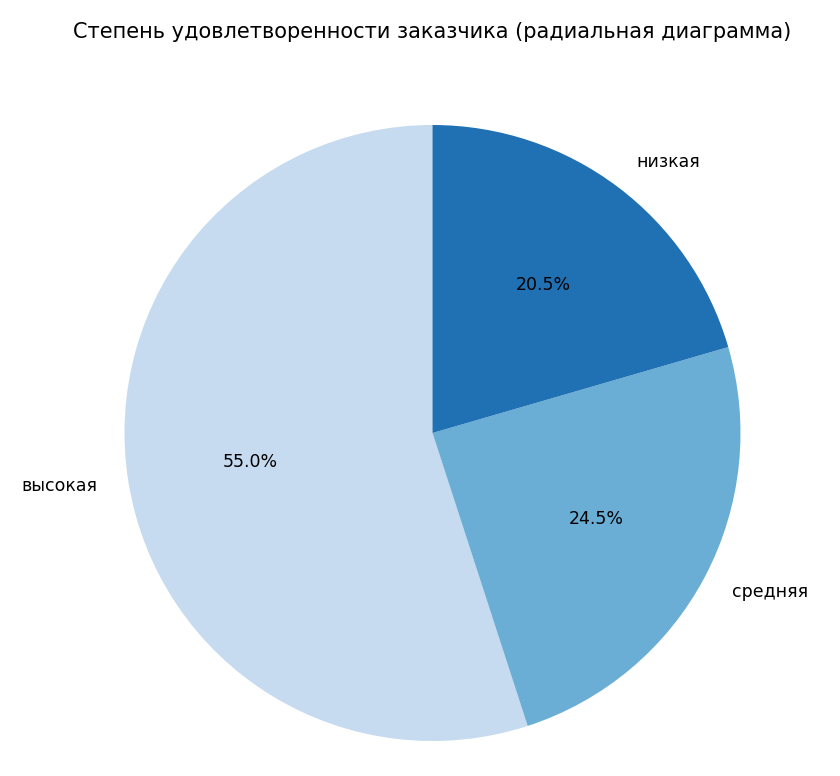 Степень удовлетворенности заказчика (радиальная диаграмма)
низкая
20.5%
55.0%
высокая
24.5%
средняя